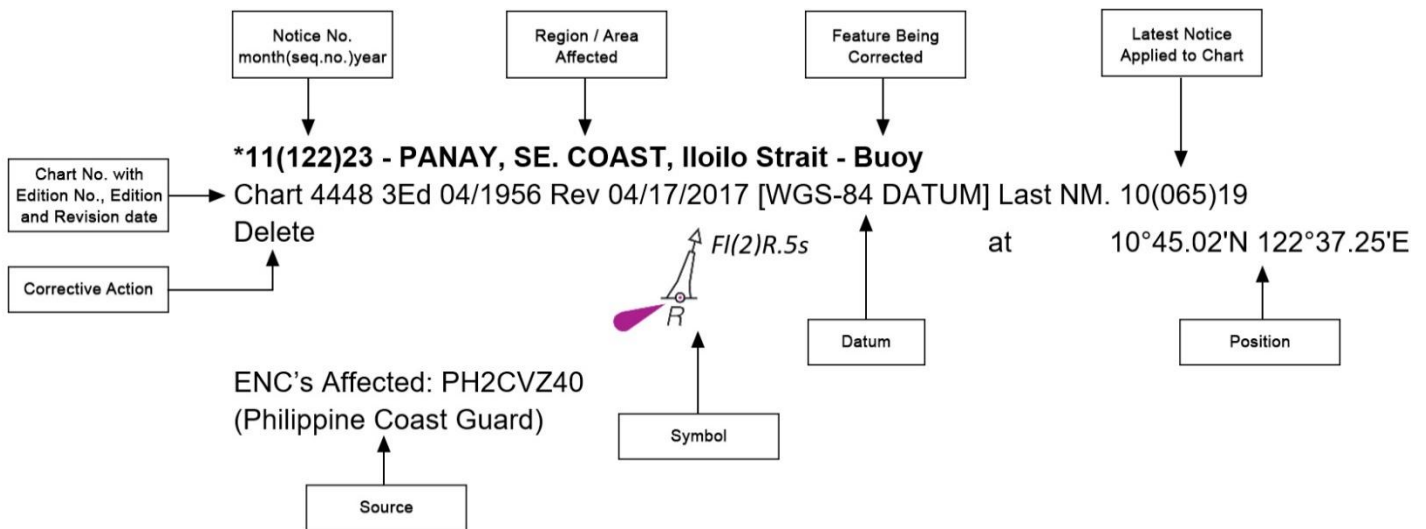 Notice No.
month(seq.no.)year
Region / Area
Affected
Feature Being
Corrected
Latest Notice
Applied to Chart
*11(122)23 - PANAY, SE. COAST, Iloilo Strait - Buoy
Chart No. with
Edition No., Edition
and Revision date
Chart 4448 3Ed 04/1956 Rev 04/17/2017 [WGS-84 DATUM] Last NM. 10(065)19
Delete
Fl(2)R.5s
at
10°45.02'N 122°37.25'E
Corrective Action
R
Datum
Position
ENC's Affected: PH2CVZ40
(Philippine Coast Guard)
Symbol
Source